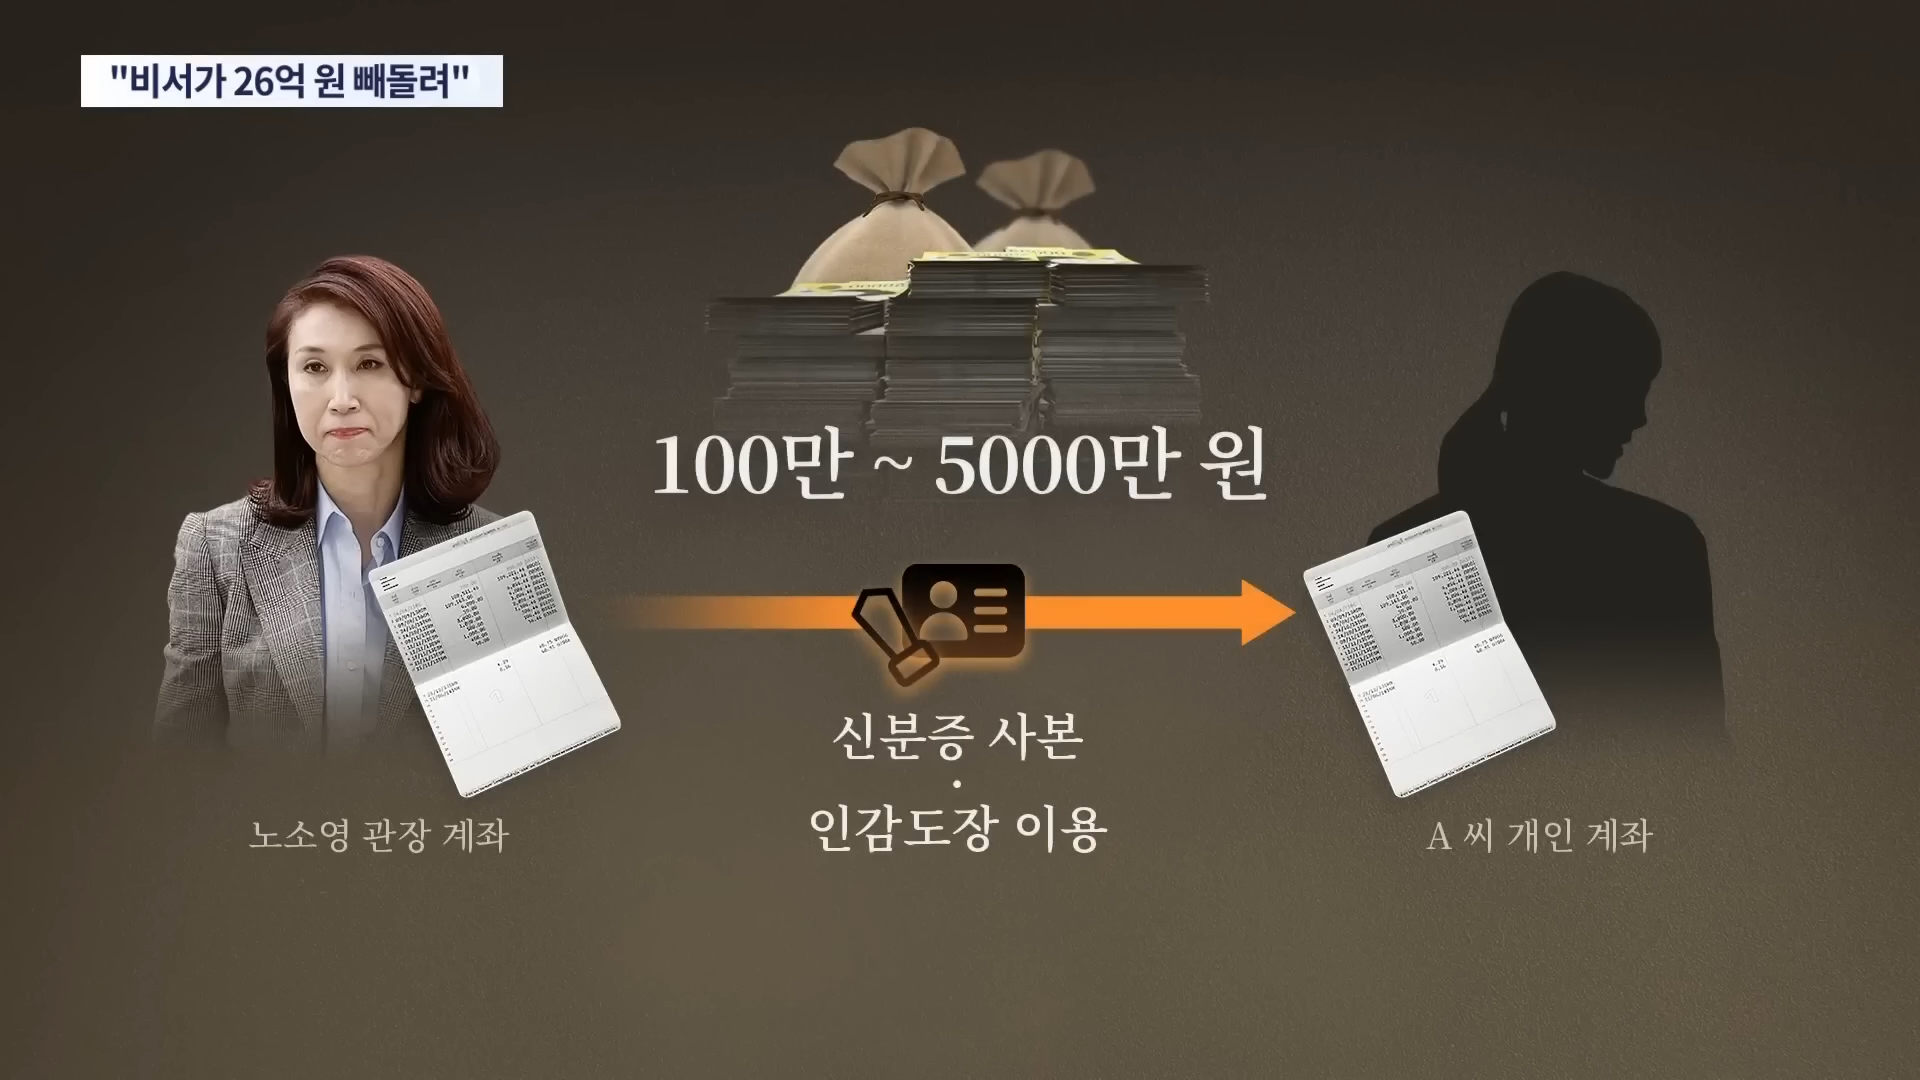 "비서가 26억 원 빼돌려"
100만 ~ 5000만 원
신분증 사본
·
인감도장 이용
노소영 관장 계좌
A 씨 개인 계좌